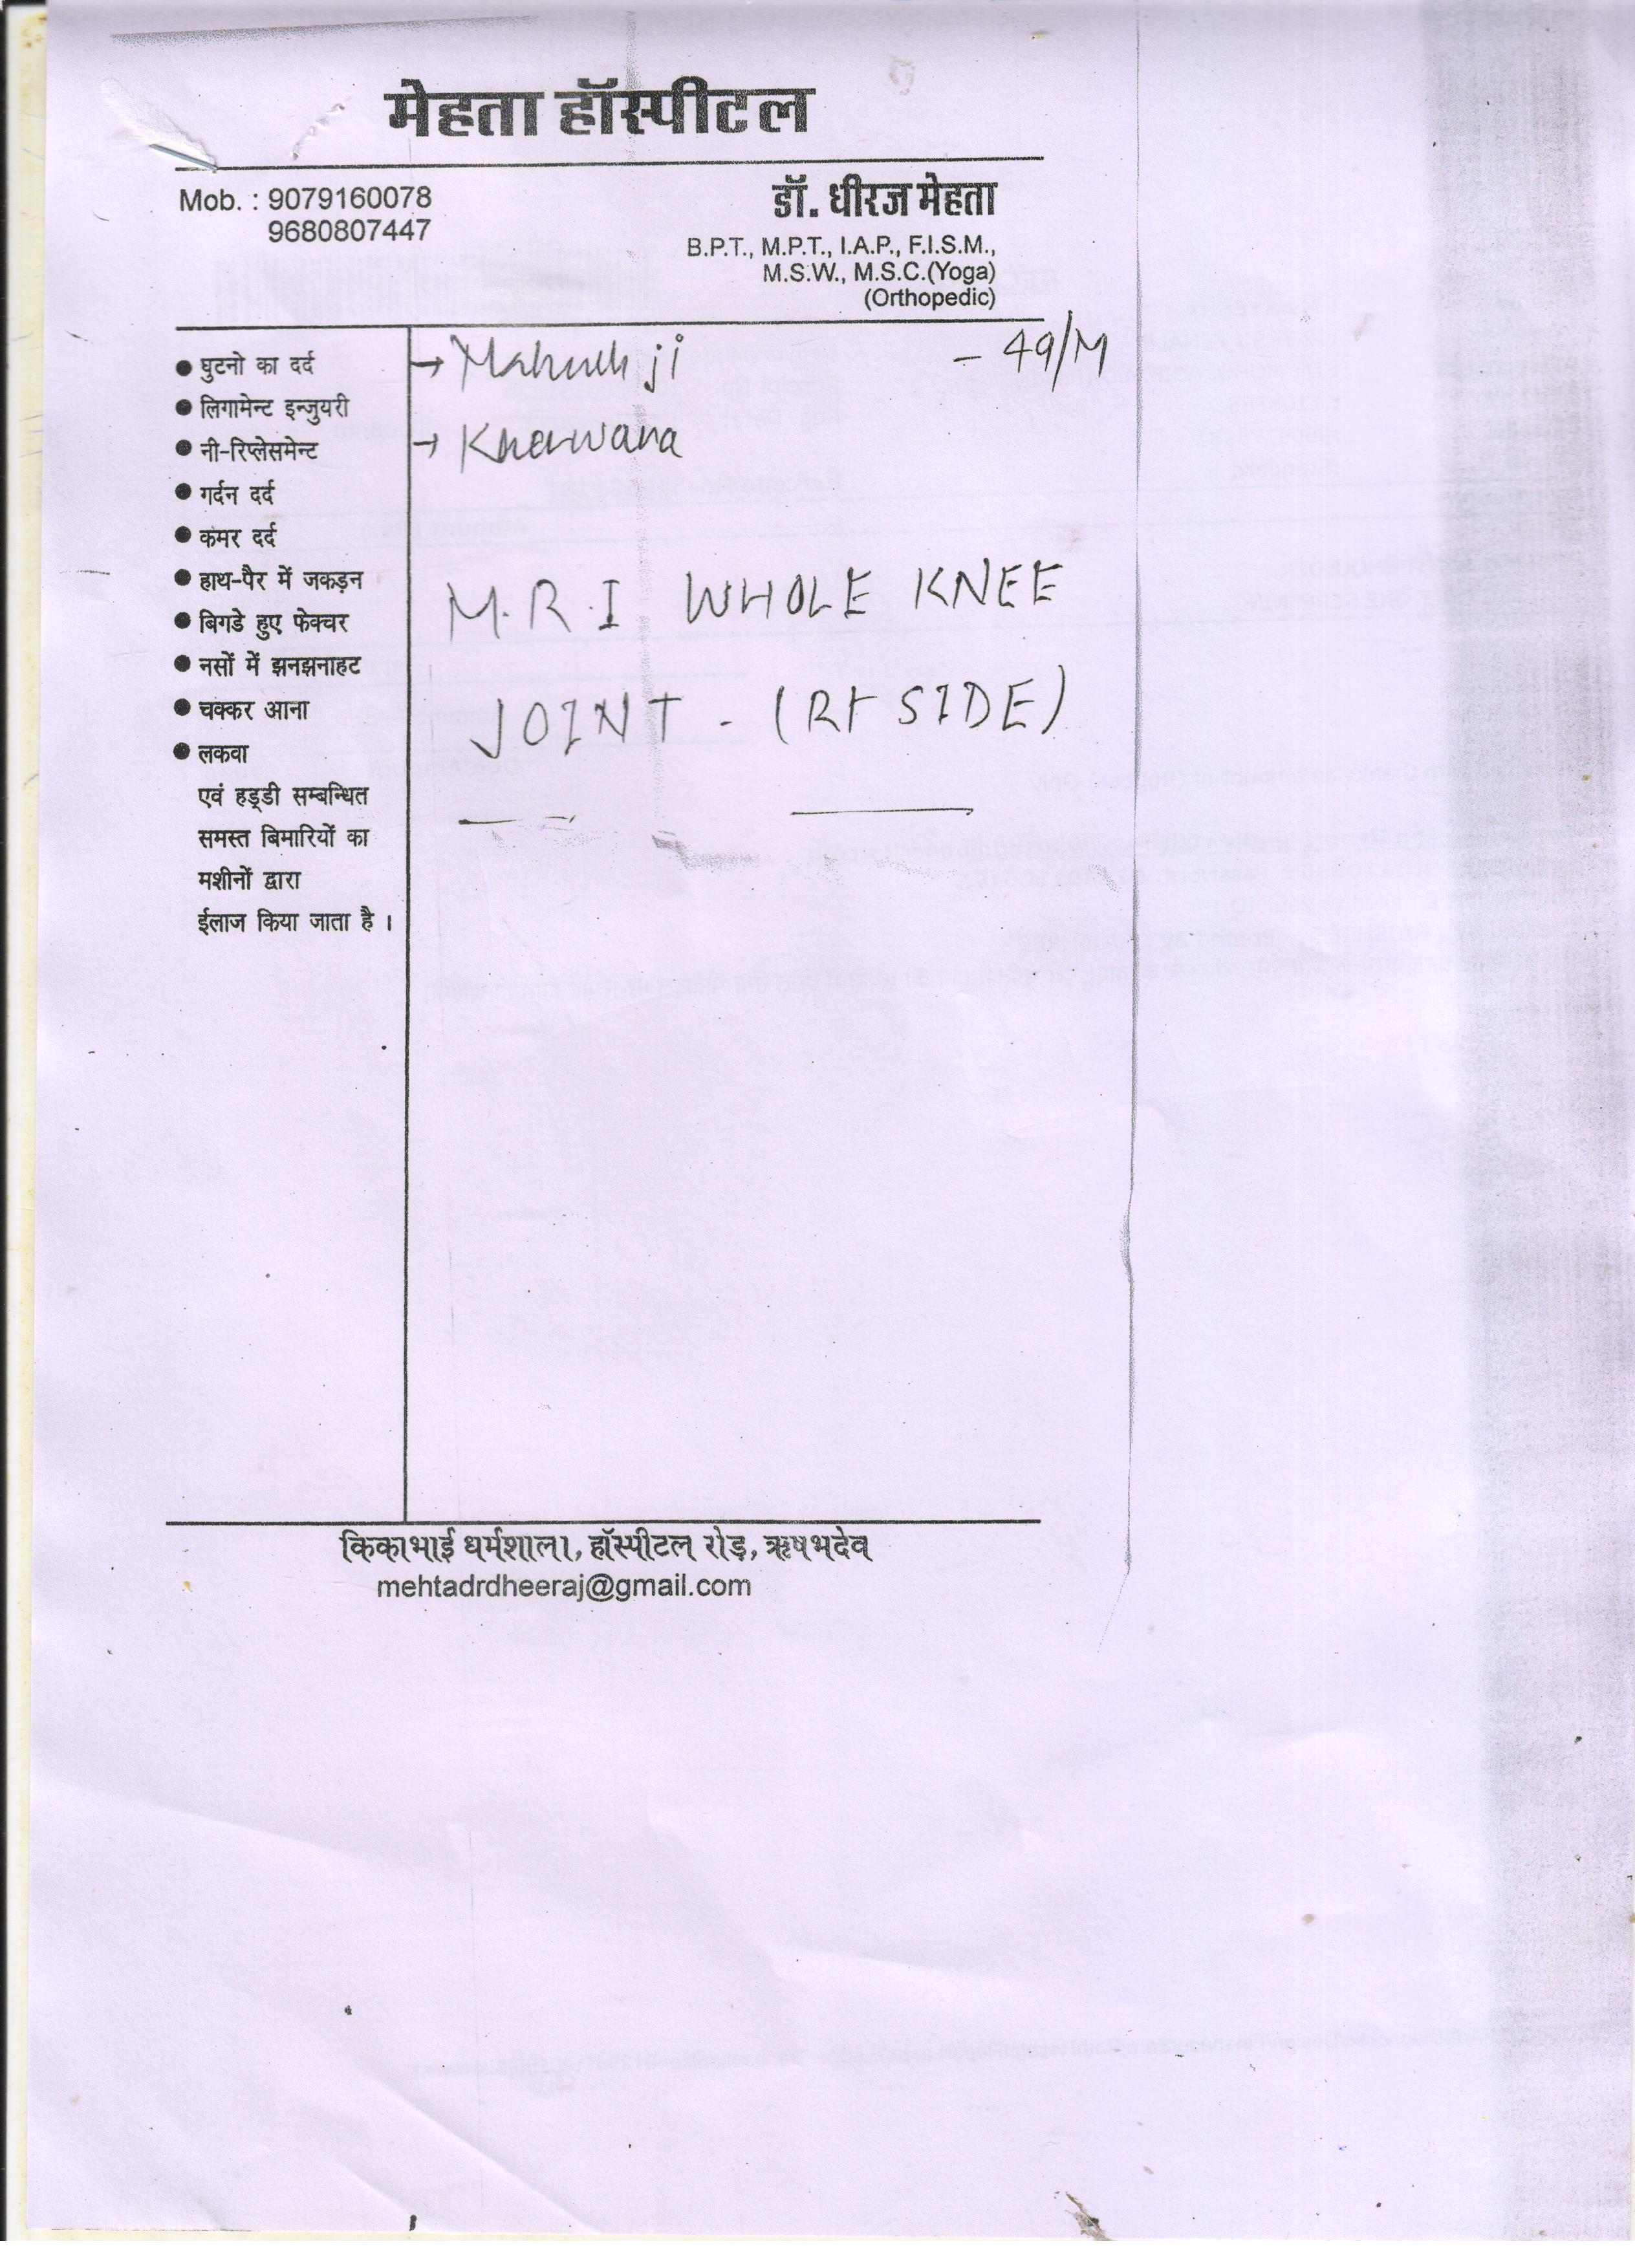 मेहता हॉस्पीटल
Mob. : 9079160078
9680807447
डॉ. धीरज मेहता
B.P.T., M.P.T., I.A.P., F.I.S.M.,
M.S.W., M.S.C.(Yoga)
(Orthopedic)
● घुटनो का दर्द
● लिगामेन्ट इन्जुयरी
● नी-रिप्लेसमेन्ट
● गर्दन दर्द
● कमर दर्द
● हाथ-पैर में जकड़न
● बिगडे हुए फेक्चर
● नसों में झनझनाहट
● चक्कर आना
● लकवा
एवं हड्डी सम्बन्धित
समस्त बिमारियों का
मशीनों द्वारा
ईलाज किया जाता है ।
→ ji - 49/M
→ Kherwara
M.R.I WHOLE KNEE
JOINT - (Rt SIDE)
किकाभाई धर्मशाला, हॉस्पीटल रोड़, ऋषभदेव
mehtadrdheeraj@gmail.com